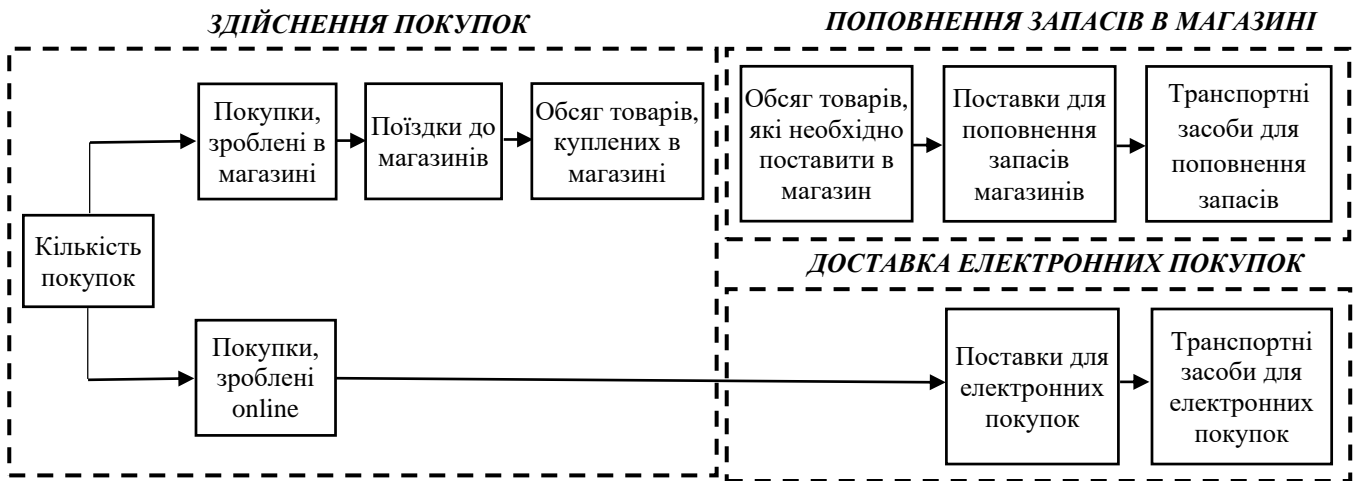 ЗДІЙСНЕННЯ ПОКУПОК
Кількість
покупок
Покупки,
зроблені в
магазині
Поїздки до
магазинів
Обсяг товарів,
куплених в
магазині
Покупки,
зроблені
online
ПОПОВНЕННЯ ЗАПАСІВ В МАГАЗИНІ
Обсяг товарів,
які необхідно
поставити в
магазин
Поставки для
поповнення
запасів
магазинів
Транспортні
засоби для
поповнення
запасів
ДОСТАВКА ЕЛЕКТРОННИХ ПОКУПОК
Поставки для
електронних
покупок
Транспортні
засоби для
електронних
покупок